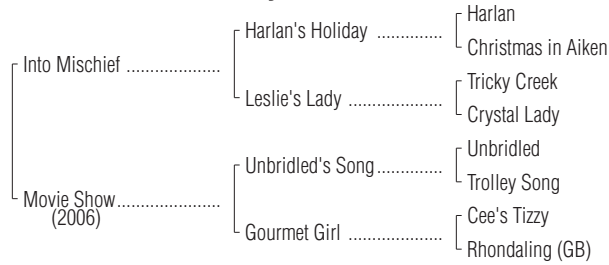 Harlan
Harlan's Holiday ..............
Christmas in Aiken
Into Mischief ....................
Tricky Creek
Leslie's Lady ....................
Crystal Lady
Unbridled
Unbridled's Song..............
Trolley Song
Movie Show......................
(2006)
Cee's Tizzy
Gourmet Girl ....................
Rhondaling (GB)